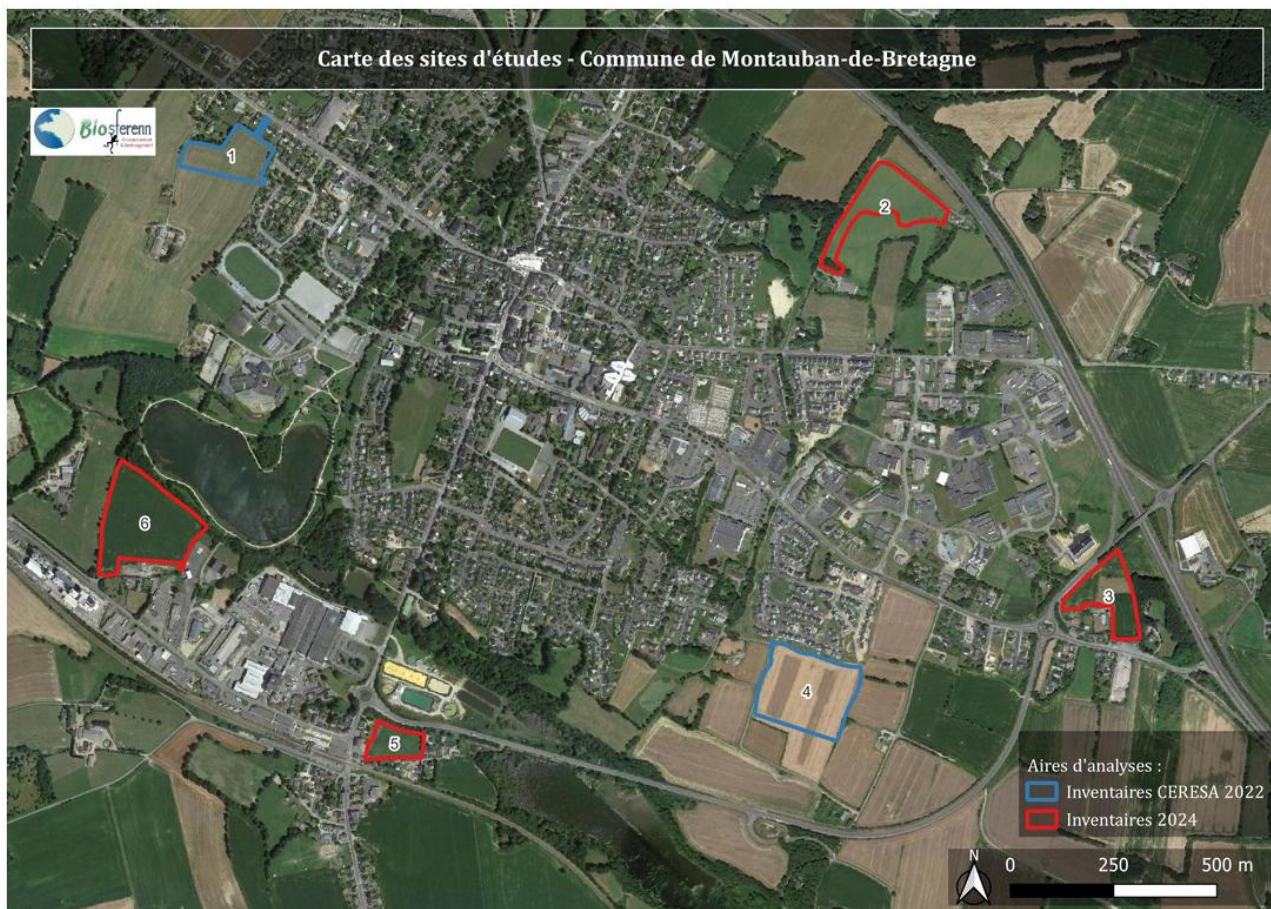 Carte des sites d'études - Commune de Montauban-de-Bretagne
Biosferenn
1
2
3
4
5
6
Aires d'analyses :
Inventaires CERESA 2022
Inventaires 2024
N
0 250 500 m